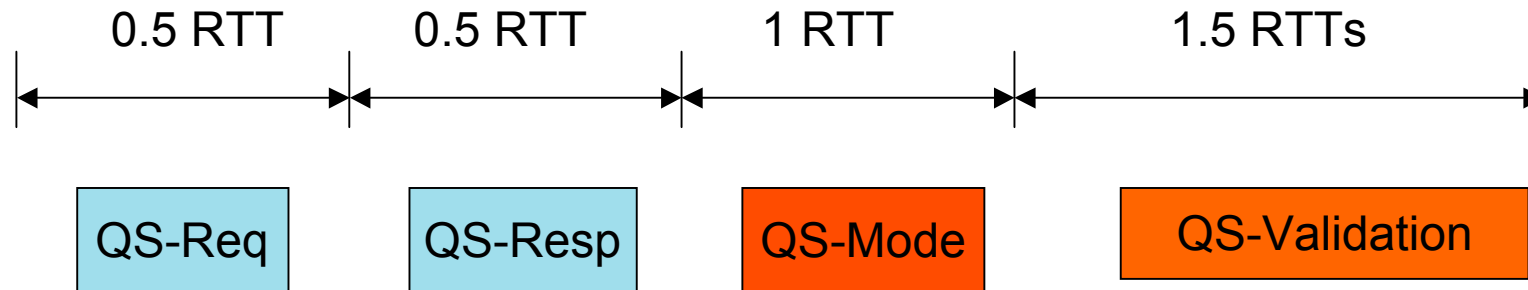 0.5 RTT 0.5 RTT 1 RTT 1.5 RTTs
QS-Req QS-Resp QS-Mode QS-Validation